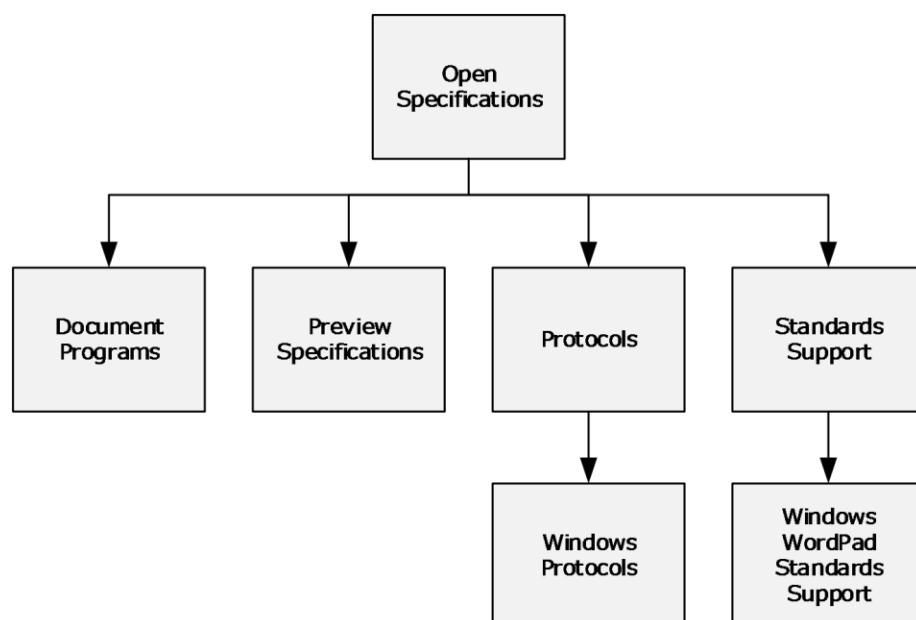 Open
Specifications
Document
Programs
Preview
Specifications
Protocols
Standards
Support
Windows
Protocols
Windows
WordPad
Standards
Support